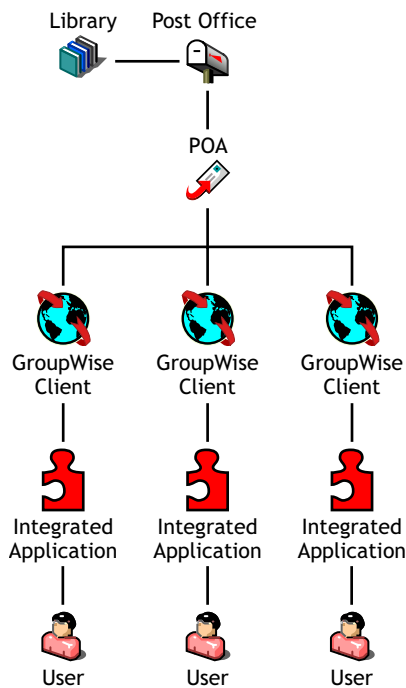 Library Post Office
POA
GroupWise GroupWise GroupWise
Client Client Client
Integrated Integrated Integrated
Application Application Application
User User User